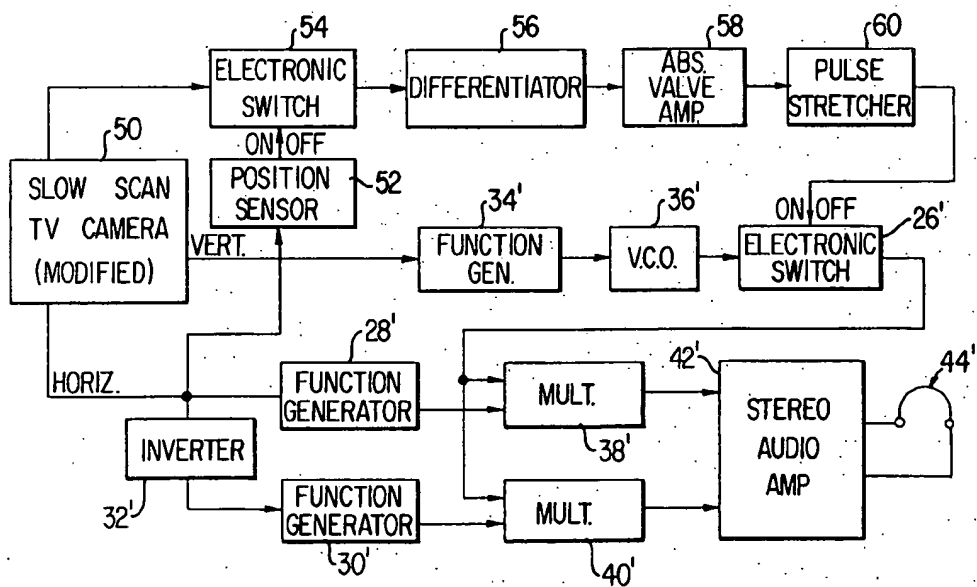 54
56
58
60
ELECTRONIC
SWITCH
DIFFERENTIATOR
ABS.
VALVE
AMP.
PULSE
STRETCHER
50
ON OFF
SLOW SCAN
TV CAMERA
(MODIFIED)
POSITION
SENSOR
52
VERT.
34'
FUNCTION
GEN.
36'
V.C.O.
ON OFF
26'
ELECTRONIC
SWITCH
28'
HORIZ.
FUNCTION
GENERATOR
MULT.
38'
42'
STEREO
AUDIO
AMP
44'
INVERTER
32'
FUNCTION
GENERATOR
30'
MULT.
40'